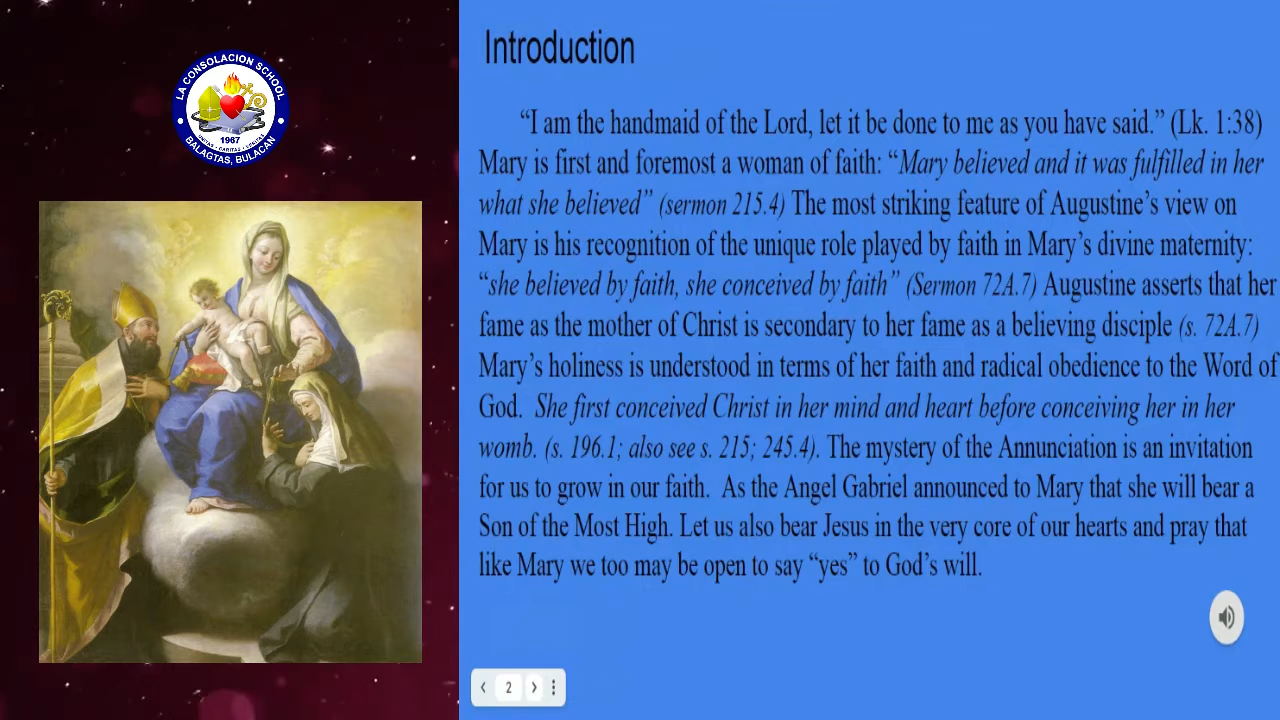 LA CONSOLACION SCHOOL
1967
BALAGTAS, BULACAN
Introduction
“I am the handmaid of the Lord, let it be done to me as you have said.” (Lk. 1:38)
Mary is first and foremost a woman of faith: “Mary believed and it was fulfilled in her
what she believed” (sermon 215.4) The most striking feature of Augustine’s view on
Mary is his recognition of the unique role played by faith in Mary’s divine maternity:
“she believed by faith, she conceived by faith” (Sermon 72A.7) Augustine asserts that her
fame as the mother of Christ is secondary to her fame as a believing disciple (s. 72A.7)
Mary’s holiness is understood in terms of her faith and radical obedience to the Word of
God. She first conceived Christ in her mind and heart before conceiving her in her
womb. (s. 196.1; also see s. 215; 245.4). The mystery of the Annunciation is an invitation
for us to grow in our faith. As the Angel Gabriel announced to Mary that she will bear a
Son of the Most High. Let us also bear Jesus in the very core of our hearts and pray that
like Mary we too may be open to say “yes” to God’s will.
2